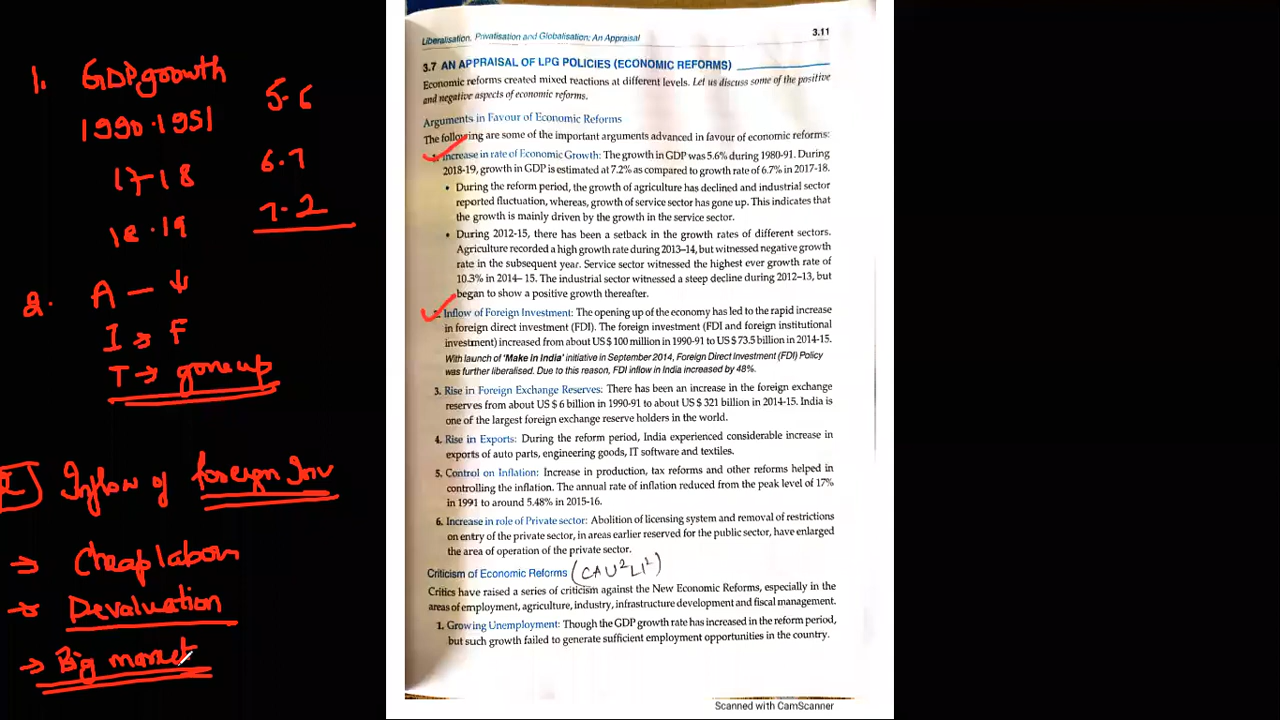 1. GDP growth
1990-1951 5.6
17-18 6.7
18.19 7.2
2. A — ↓
I → F
T → gone up
Inflow of foreign Inv
→ Cheap labour
→ Devaluation
→ Big market
Liberalisation, Privatisation and Globalisation: An Appraisal 3.11
3.7 AN APPRAISAL OF LPG POLICIES (ECONOMIC REFORMS)
Economic reforms created mixed reactions at different levels. Let us discuss some of the positive
and negative aspects of economic reforms.
Arguments in Favour of Economic Reforms
The following are some of the important arguments advanced in favour of economic reforms:
1. Increase in rate of Economic Growth: The growth in GDP was 5.6% during 1980-91. During
2018-19, growth in GDP is estimated at 7.2% as compared to growth rate of 6.7% in 2017-18.
• During the reform period, the growth of agriculture has declined and industrial sector
reported fluctuation, whereas, growth of service sector has gone up. This indicates that
the growth is mainly driven by the growth in the service sector.
• During 2012-15, there has been a setback in the growth rates of different sectors.
Agriculture recorded a high growth rate during 2013–14, but witnessed negative growth
rate in the subsequent year. Service sector witnessed the highest ever growth rate of
10.3% in 2014– 15. The industrial sector witnessed a steep decline during 2012–13, but
began to show a positive growth thereafter.
2. Inflow of Foreign Investment: The opening up of the economy has led to the rapid increase
in foreign direct investment (FDI). The foreign investment (FDI and foreign institutional
investment) increased from about US $ 100 million in 1990-91 to US $ 73.5 billion in 2014-15.
With launch of 'Make in India' initiative in September 2014, Foreign Direct Investment (FDI) Policy
was further liberalised. Due to this reason, FDI inflow in India increased by 48%.
3. Rise in Foreign Exchange Reserves: There has been an increase in the foreign exchange
reserves from about US $ 6 billion in 1990-91 to about US $ 321 billion in 2014-15. India is
one of the largest foreign exchange reserve holders in the world.
4. Rise in Exports: During the reform period, India experienced considerable increase in
exports of auto parts, engineering goods, IT software and textiles.
5. Control on Inflation: Increase in production, tax reforms and other reforms helped in
controlling the inflation. The annual rate of inflation reduced from the peak level of 17%
in 1991 to around 5.48% in 2015-16.
6. Increase in role of Private sector: Abolition of licensing system and removal of restrictions
on entry of the private sector, in areas earlier reserved for the public sector, have enlarged
the area of operation of the private sector.
Criticism of Economic Reforms (CAU²LI²)
Critics have raised a series of criticism against the New Economic Reforms, especially in the
areas of employment, agriculture, industry, infrastructure development and fiscal management.
1. Growing Unemployment: Though the GDP growth rate has increased in the reform period,
but such growth failed to generate sufficient employment opportunities in the country.
Scanned with CamScanner